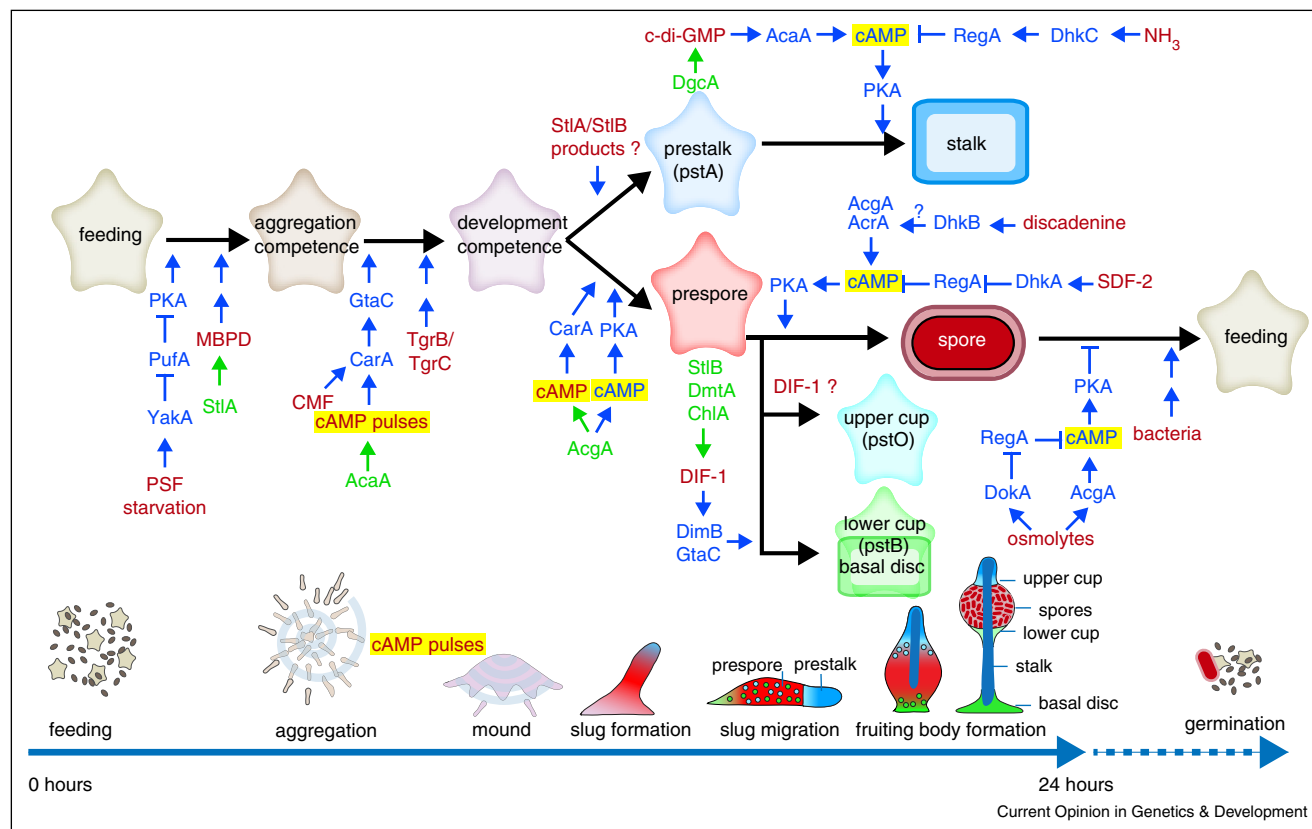 c-di-GMP
AcaA
cAMP
RegA
DhkC
NH3
DgcA
PKA
StlA/StlB
products ?
prestalk
(pstA)
stalk
feeding
aggregation
competence
development
competence
AcgA
AcrA
?
DhkB
discadenine
prespore
PKA
cAMP
RegA
DhkA
SDF-2
PKA
PufA
YakA
PSF
starvation
MBPD
StlA
GtaC
CarA
CMF
cAMP pulses
AcaA
TgrB/
TgrC
CarA
PKA
cAMP
cAMP
AcgA
StlB
DmtA
ChlA
DIF-1
DimB
GtaC
spore
feeding
DIF-1 ?
upper cup
(pstO)
lower cup
(pstB)
basal disc
PKA
RegA
cAMP
bacteria
DokA
AcgA
osmolytes
cAMP pulses
prespore
prestalk
upper cup
spores
lower cup
stalk
basal disc
feeding
aggregation
mound
slug formation
slug migration
fruiting body formation
germination
0 hours
24 hours
Current Opinion in Genetics & Development